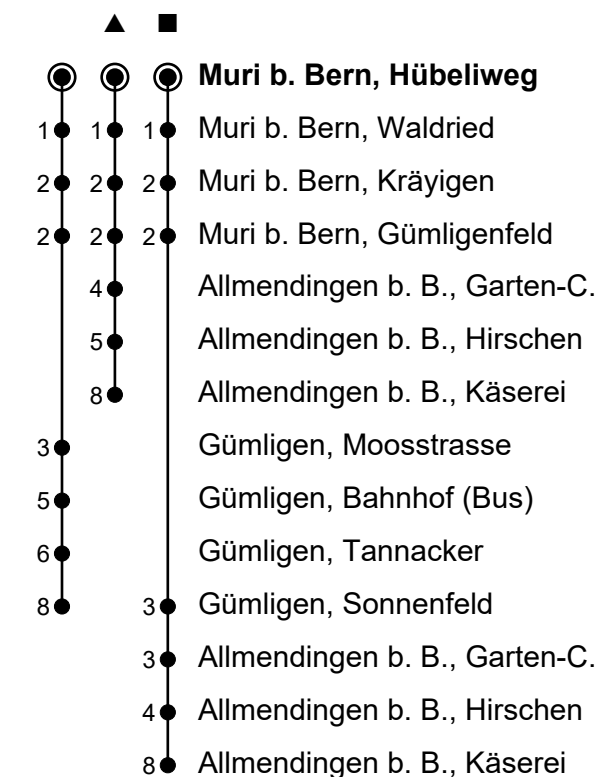 ▲ ■
Muri b. Bern, Hübeliweg
1 1 1 Muri b. Bern, Waldried
2 2 2 Muri b. Bern, Kräyigen
2 2 2 Muri b. Bern, Gümligenfeld
4 Allmendingen b. B., Garten-C.
5 Allmendingen b. B., Hirschen
8 Allmendingen b. B., Käserei
3 Gümligen, Moosstrasse
5 Gümligen, Bahnhof (Bus)
6 Gümligen, Tannacker
8 3 Gümligen, Sonnenfeld
3 Allmendingen b. B., Garten-C.
4 Allmendingen b. B., Hirschen
8 Allmendingen b. B., Käserei